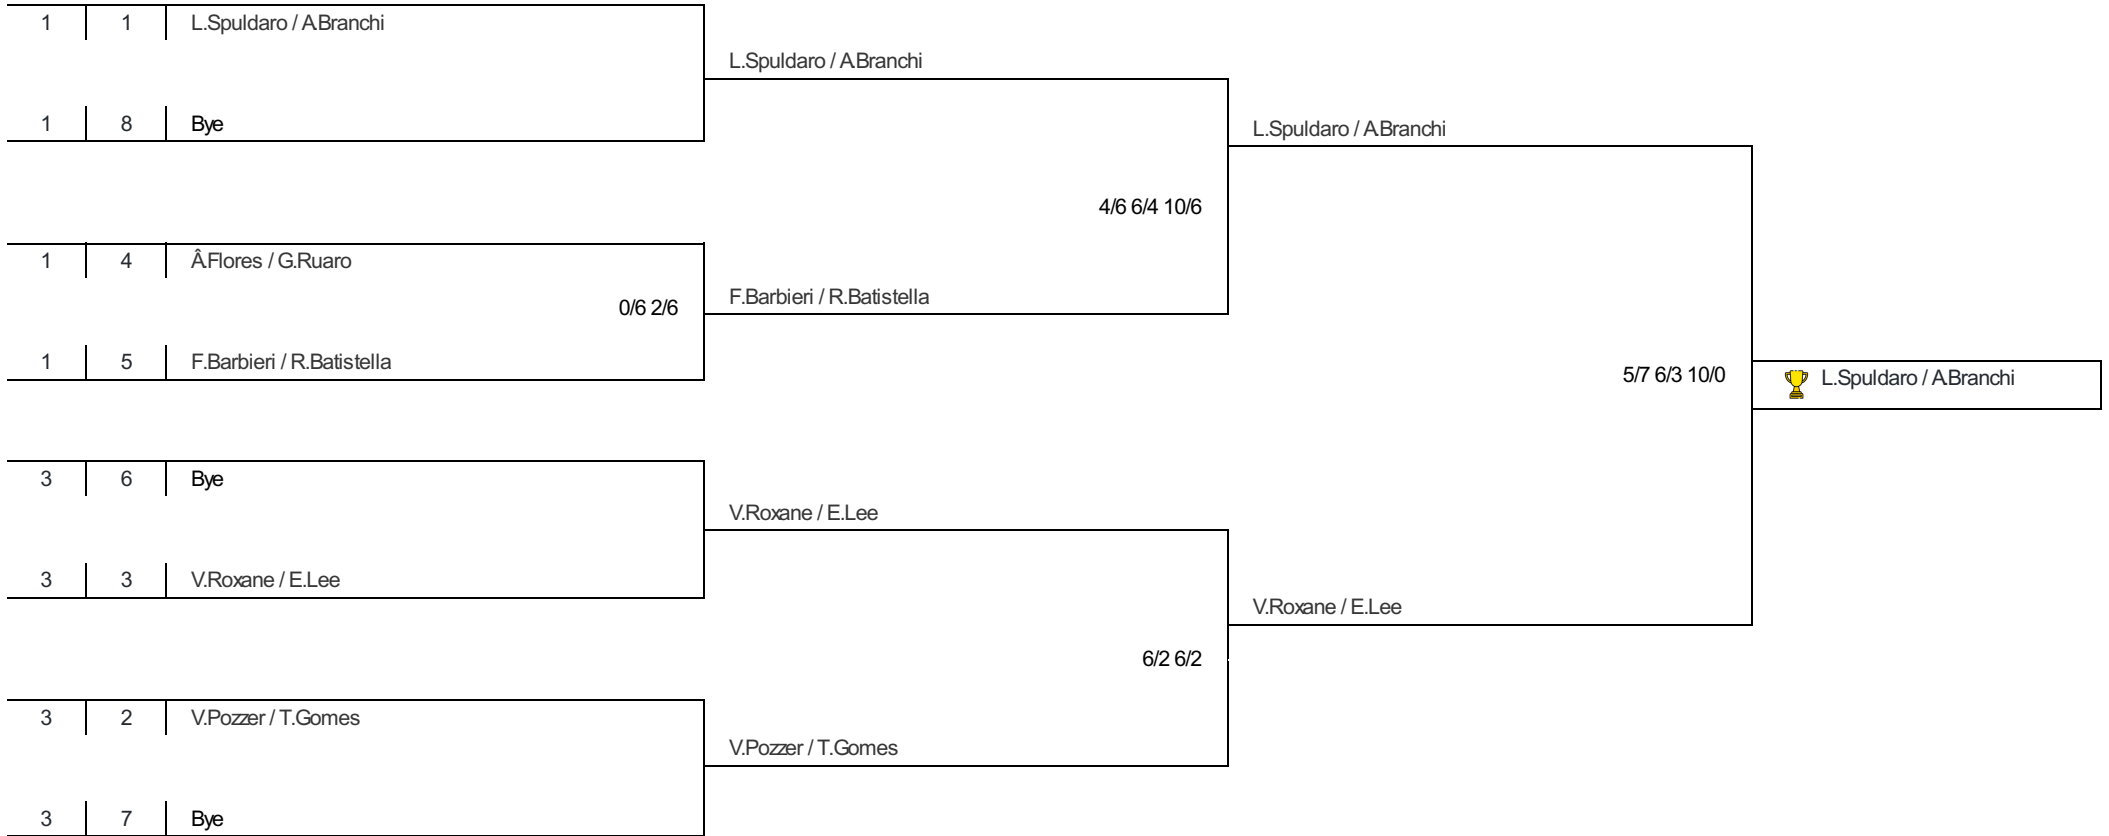 1 1 L.Spuldaro / A.Branchi
L.Spuldaro / A.Branchi
1 8 Bye
L.Spuldaro / A.Branchi
4/6 6/4 10/6
1 4 Â.Flores / G.Ruaro
F.Barbieri / R.Batistella
0/6 2/6
1 5 F.Barbieri / R.Batistella
5/7 6/3 10/0
L.Spuldaro / A.Branchi
3 6 Bye
V.Roxane / E.Lee
3 3 V.Roxane / E.Lee
V.Roxane / E.Lee
6/2 6/2
3 2 V.Pozzer / T.Gomes
V.Pozzer / T.Gomes
3 7 Bye